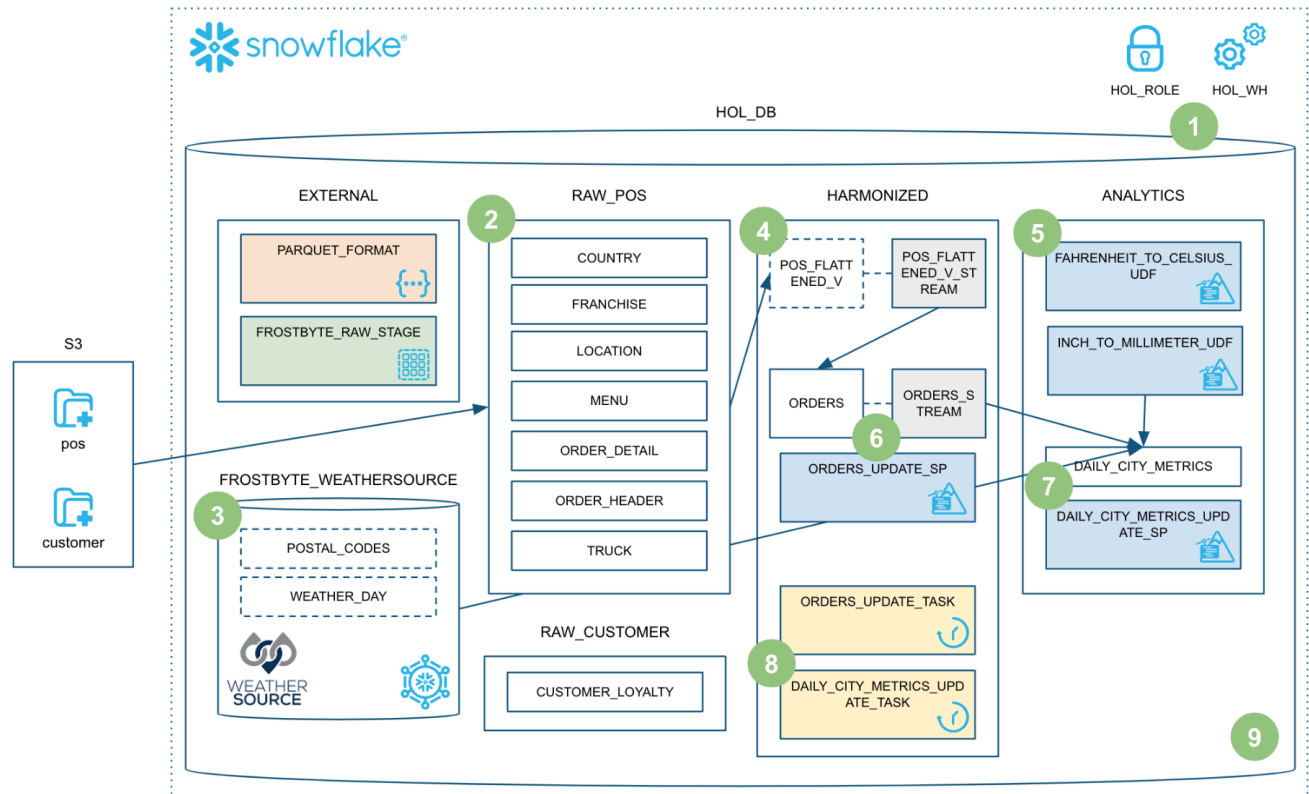 snowflake®
HOL_ROLE
HOL_WH
1
HOL_DB
EXTERNAL
PARQUET_FORMAT
{...}
FROSTBYTE_RAW_STAGE
S3
pos
customer
FROSTBYTE_WEATHERSOURCE
3
POSTAL_CODES
WEATHER_DAY
WEATHER
SOURCE
RAW_POS
2
COUNTRY
FRANCHISE
LOCATION
MENU
ORDER_DETAIL
ORDER_HEADER
TRUCK
RAW_CUSTOMER
CUSTOMER_LOYALTY
HARMONIZED
4
POS_FLATT
ENED_V
POS_FLATT
ENED_V_ST
REAM
ORDERS
ORDERS_S
TREAM
6
ORDERS_UPDATE_SP
ORDERS_UPDATE_TASK
8
DAILY_CITY_METRICS_UPD
ATE_TASK
ANALYTICS
5
FAHRENHEIT_TO_CELSIUS_
UDF
INCH_TO_MILLIMETER_UDF
DAILY_CITY_METRICS
7
DAILY_CITY_METRICS_UPD
ATE_SP
9